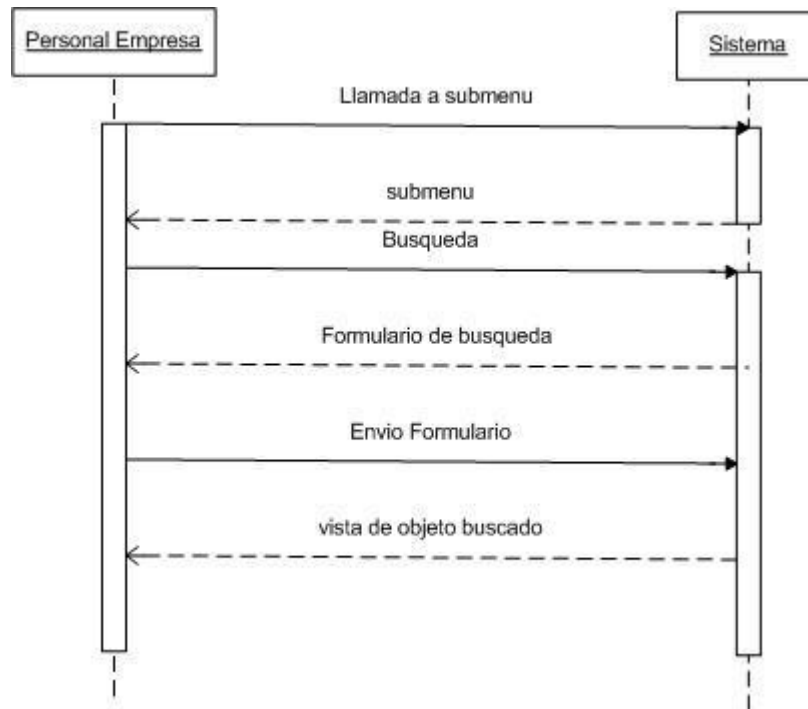 Personal Empresa
Sistema
Llamada a submenu
submenu
Busqueda
Formulario de busqueda
Envio Formulario
vista de objeto buscado